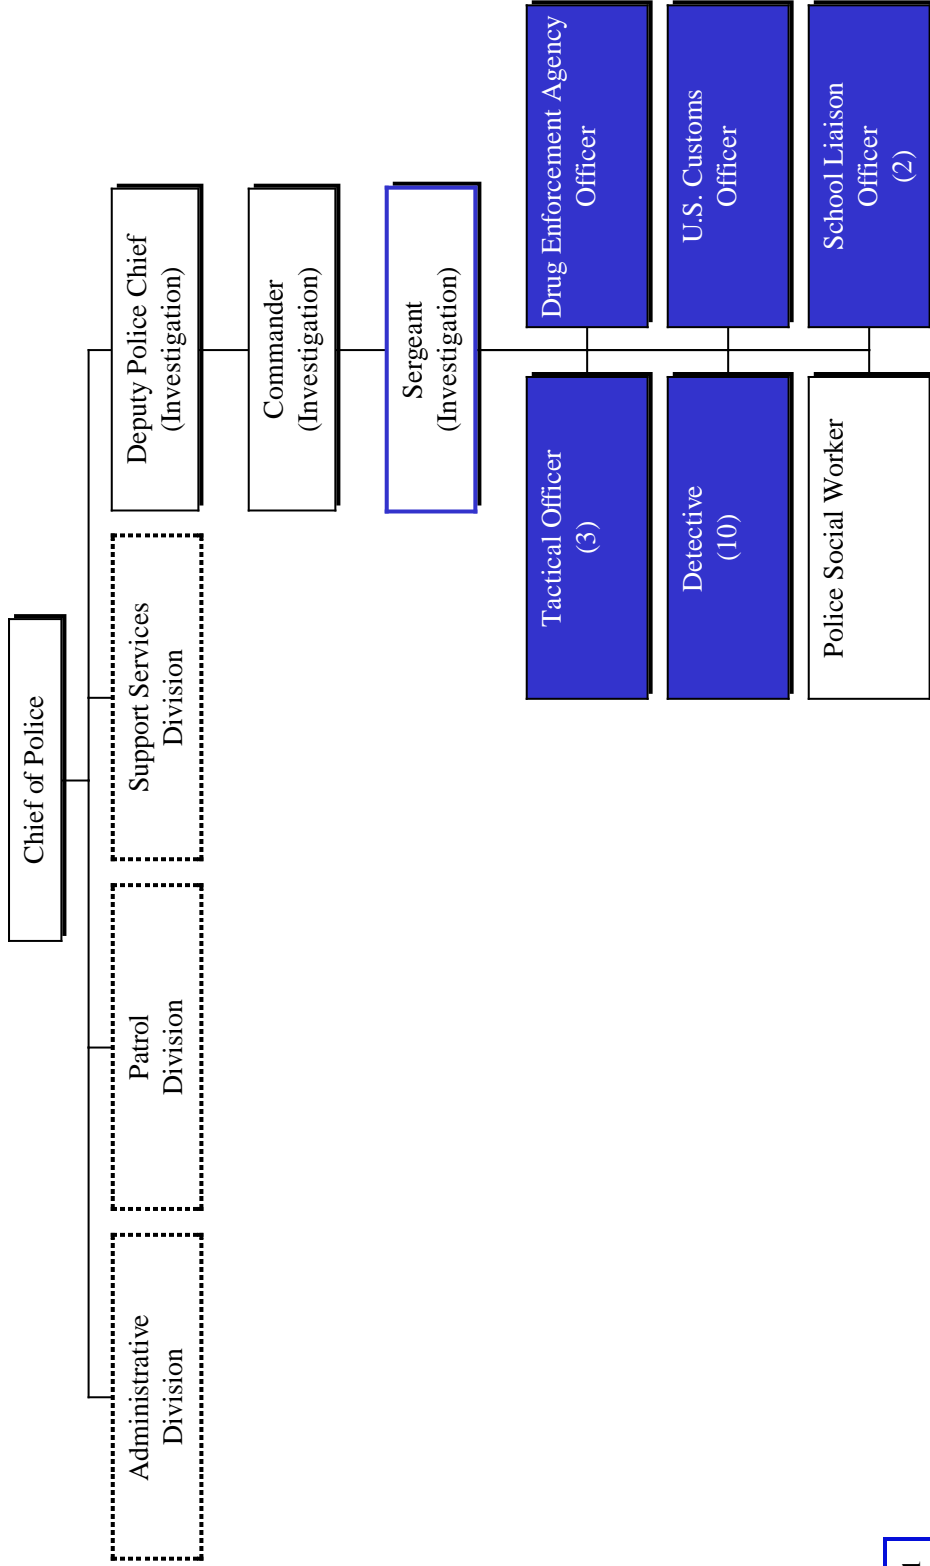 Chief of Police
Administrative
Division
Patrol
Division
Support Services
Division
Deputy Police Chief
(Investigation)
Commander
(Investigation)
Sergeant
(Investigation)
Tactical Officer
(3)
Drug Enforcement Agency
Officer
Detective
(10)
U.S. Customs
Officer
Police Social Worker
School Liaison
Officer
(2)